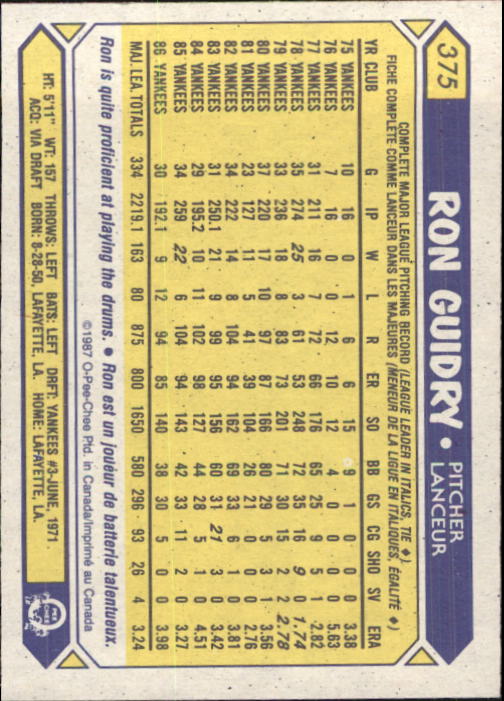 375 RON GUIDRY • PITCHER
LANCEUR
COMPLETE MAJOR LEAGUE PITCHING RECORD (LEAGUE LEADER IN ITALICS, TIE ♦)
FICHE COMPLÈTE COMME LANCEUR DANS LES MAJEURES (MENEUR DE LA LIGUE EN ITALIQUES, ÉGALITÉ ♦)
YR CLUB G IP W L R ER SO BB GS CG SHO SV ERA
75 YANKEES 10 16 0 1 6 6 15 9 1 0 0 0 3.38
76 YANKEES 7 16 0 0 12 10 12 4 0 0 0 0 5.63
77 YANKEES 31 211 16 7 72 66 176 65 25 9 5 1 2.82
78 YANKEES 35 274 25 3 61 53 248 72 35 16 9 0 1.74
79 YANKEES 33 236 18 8 83 73 201 71 30 15 2 2 2.78
80 YANKEES 37 220 17 10 97 87 166 80 29 5 3 1 3.56
81 YANKEES 23 127 11 5 41 39 104 26 21 0 0 0 2.76
82 YANKEES 34 222 14 8 104 94 162 69 33 6 1 0 3.81
83 YANKEES 31 250.1 21 9 99 95 156 60 31 21 3 0 3.42
84 YANKEES 29 195.2 10 11 102 98 127 44 28 5 1 0 4.51
85 YANKEES 34 259 22 6 104 94 143 42 33 11 2 0 3.27
86 YANKEES 30 192.1 9 12 94 85 140 38 30 5 0 0 3.98
MAJ. LEA. TOTALS 334 2219.1 163 80 875 800 1650 580 296 93 26 4 3.24
Ron is quite proficient at playing the drums. • Ron est un joueur de batterie talentueux.
©1987 O-Pee-Chee Ptd. in Canada/Imprimé au Canada
HT: 5'11" WT: 157 THROWS: LEFT BATS: LEFT DRFT: YANKEES #3-JUNE, 1971
ACQ: VIA DRAFT BORN: 8-28-50, LAFAYETTE, LA. HOME: LAFAYETTE, LA.
O PEE CHEE